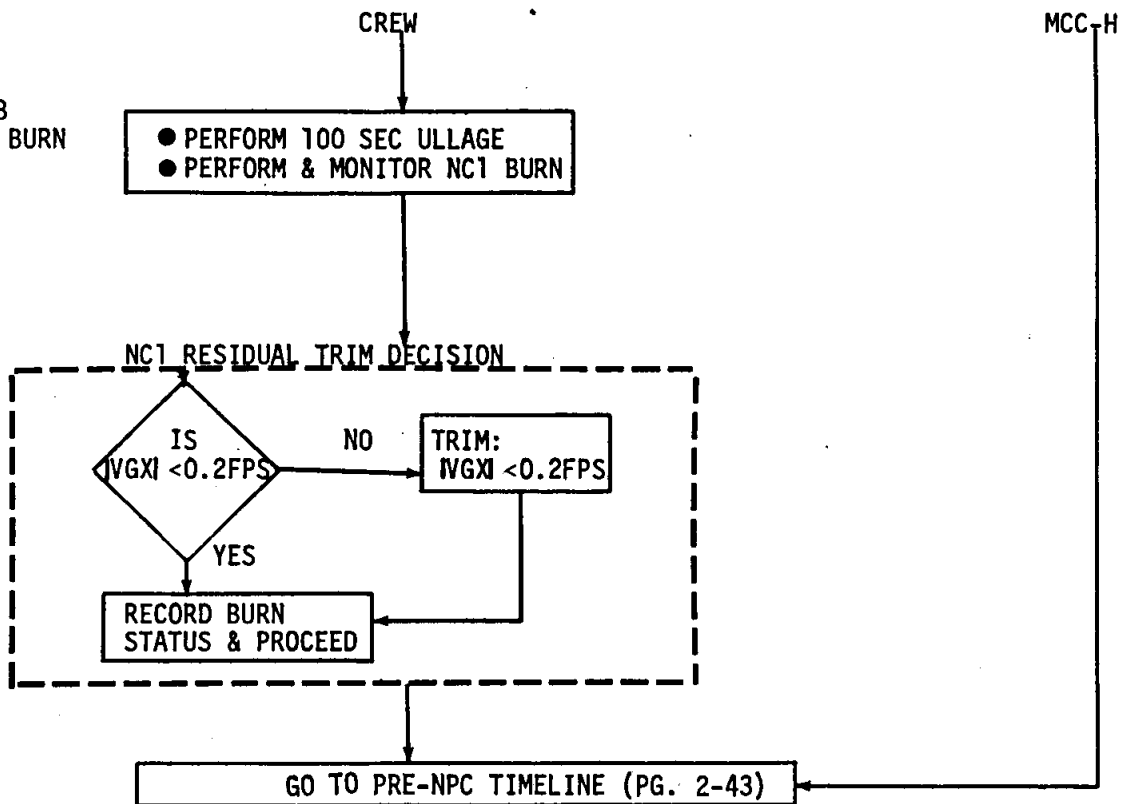 CREW
MCC-H
B
BURN
● PERFORM 100 SEC ULLAGE
● PERFORM & MONITOR NC1 BURN
NC1 RESIDUAL TRIM DECISION
IS
|VGX| <0.2FPS
NO
TRIM:
|VGX| <0.2FPS
YES
RECORD BURN
STATUS & PROCEED
GO TO PRE-NPC TIMELINE (PG. 2-43)